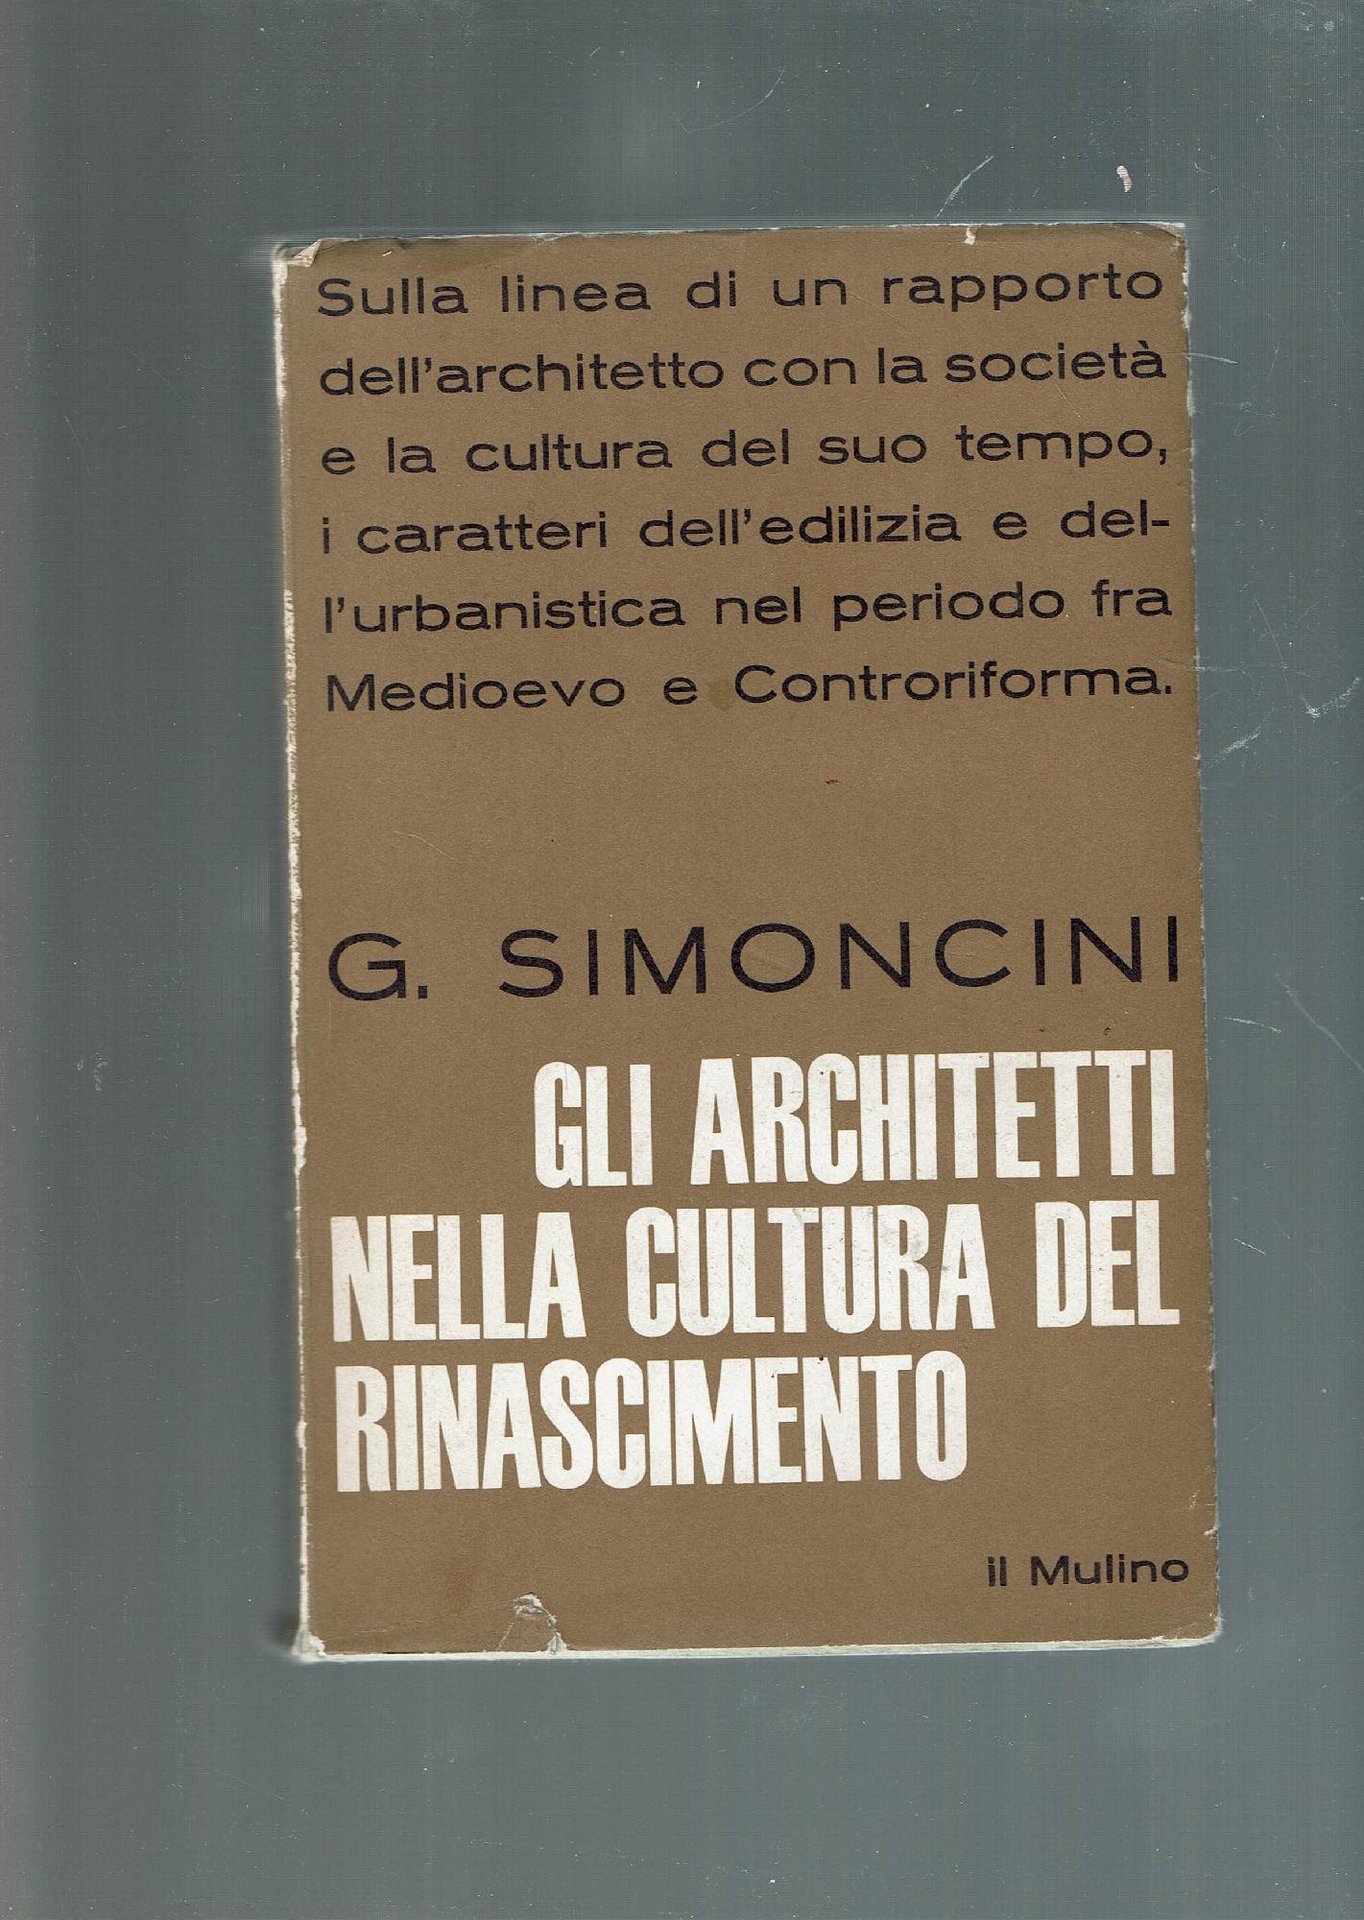 Sulla linea di un rapporto
dell'architetto con la società
e la cultura del suo tempo,
i caratteri dell'edilizia e del-
l'urbanistica nel periodo fra
Medioevo e Controriforma.
G. SIMONCINI
GLI ARCHITETTI
NELLA CULTURA DEL
RINASCIMENTO
il Mulino